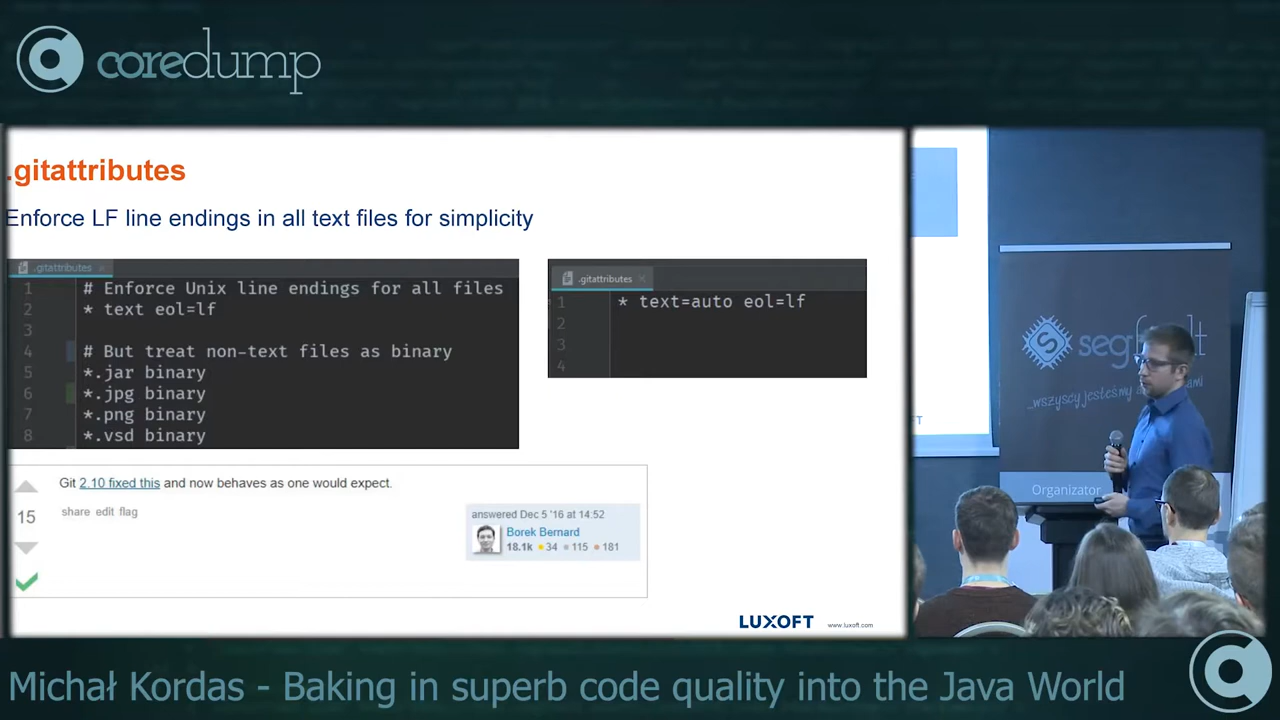 coredump
.gitattributes
Enforce LF line endings in all text files for simplicity
.gitattributes
1 # Enforce Unix line endings for all files
2 * text eol=lf
3
4 # But treat non-text files as binary
5 *.jar binary
6 *.jpg binary
7 *.png binary
8 *.vsd binary
.gitattributes
1 * text=auto eol=lf
2
3
4
Git 2.10 fixed this and now behaves as one would expect.
15
share edit flag
answered Dec 5 '16 at 14:52
Borek Bernard
18.1k 34 115 181
LUXOFT www.luxoft.com
Organizator
Michał Kordas - Baking in superb code quality into the Java World